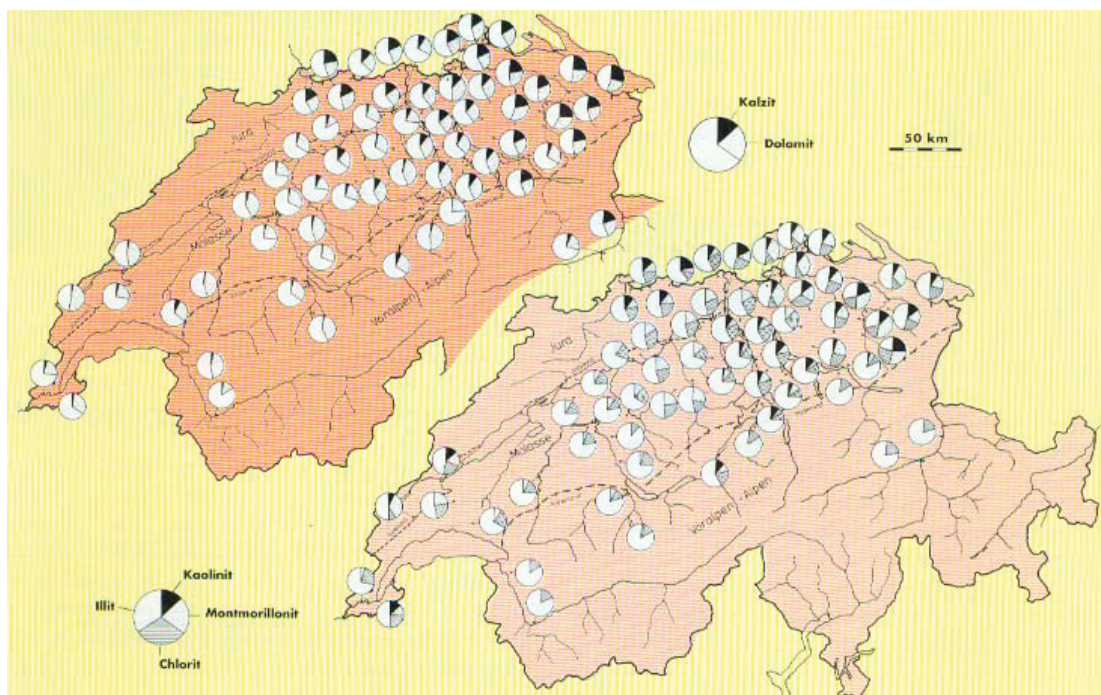 Kalzit
Dolamit
50 km
Jura
Molasse
Voralpen - Alpen
Jura
Molasse
Voralpen - Alpen
Kaolinit
Illit
Montmorillonit
Chlorit